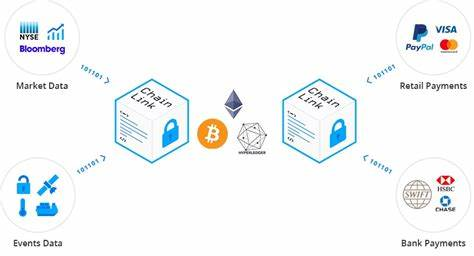 NYSE
Bloomberg
Market Data
101101
Chain
Link
HYPERLEDGER
Chain
Link
VISA
PayPal
mastercard
101101
Retail Payments
101101
Events Data
101101
SWIFT
HSBC
CHASE
Bank Payments